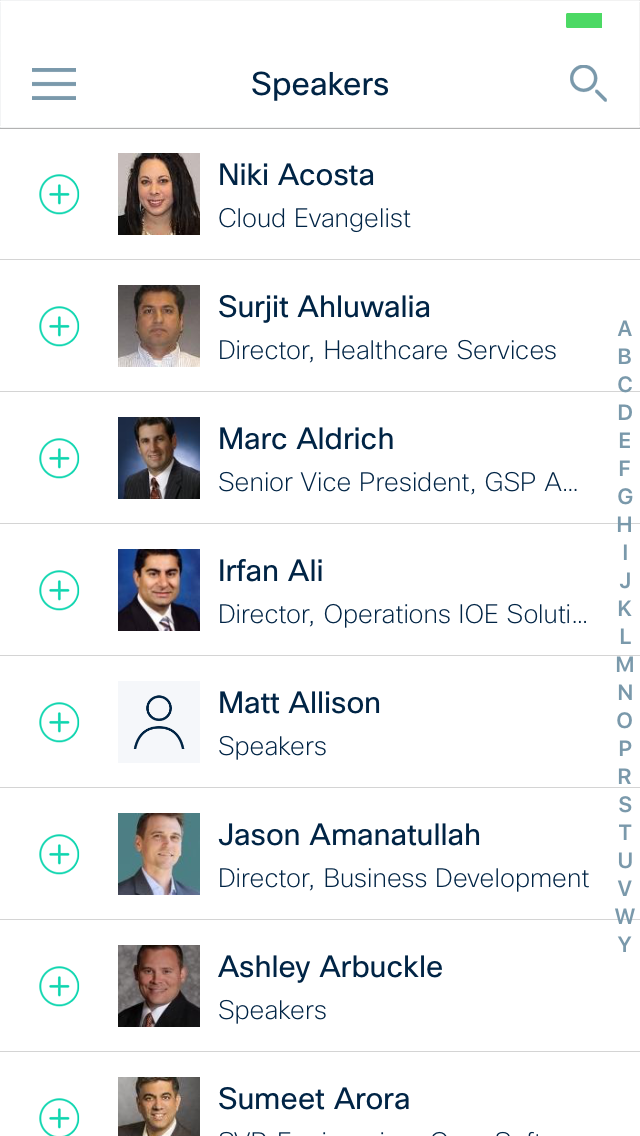 Speakers
Niki Acosta
Cloud Evangelist
Surjit Ahluwalia
Director, Healthcare Services
Marc Aldrich
Senior Vice President, GSP A...
Irfan Ali
Director, Operations IOE Soluti...
Matt Allison
Speakers
Jason Amanatullah
Director, Business Development
Ashley Arbuckle
Speakers
Sumeet Arora
A
B
C
D
E
F
G
H
I
J
K
L
M
N
O
P
R
S
T
U
V
W
Y